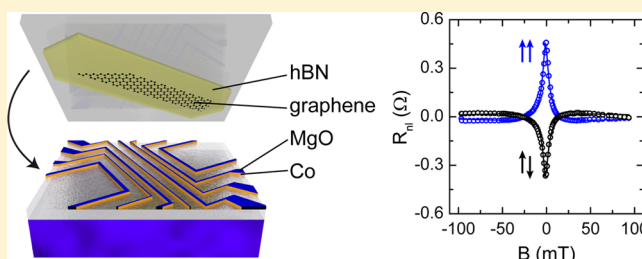 hBN
graphene
MgO
Co
R_nl (Ω)
0.6
0.3
0.0
-0.3
-0.6
-100 -50 0 50 100
B (mT)